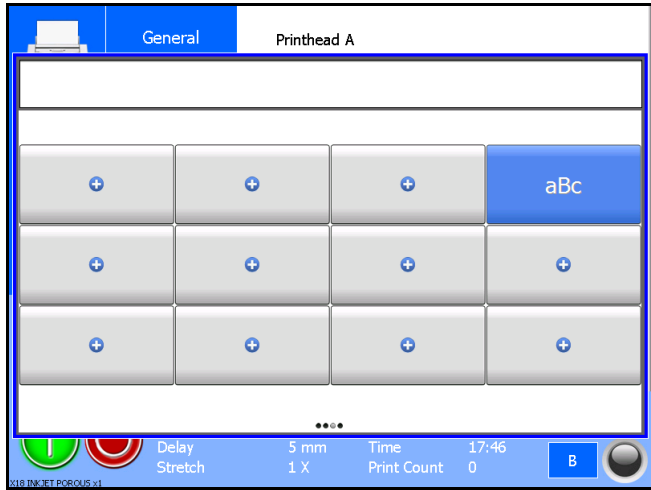 General
Printhead A
aBc
Delay 5 mm Time 17:46
Stretch 1 X Print Count 0
B
X18 INKJET POROUS x1